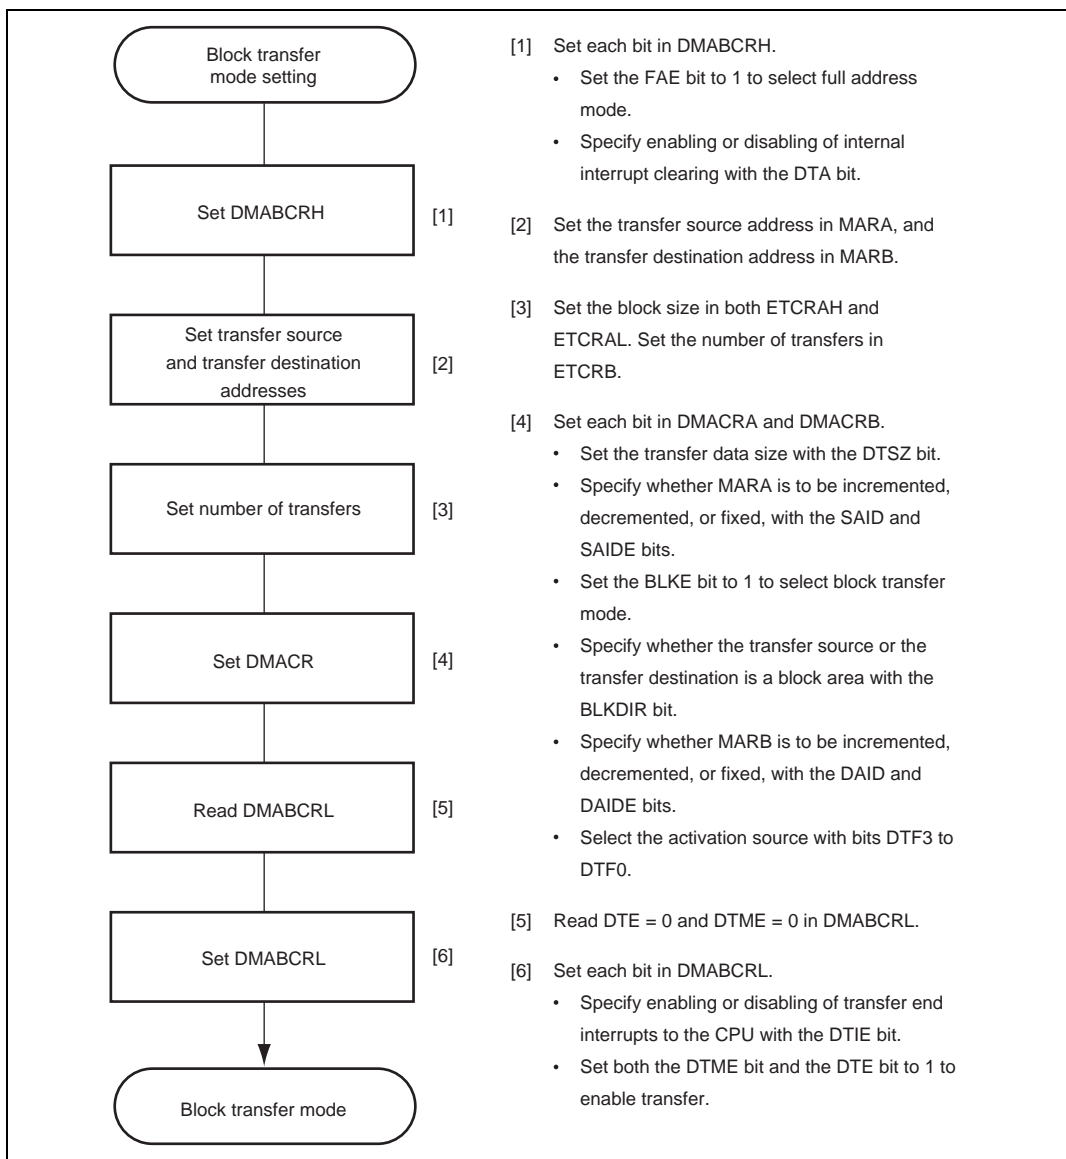 Block transfer
mode setting
Set DMABCRH
[1]
Set transfer source
and transfer destination
addresses
[2]
Set number of transfers
[3]
Set DMACR
[4]
Read DMABCRL
[5]
Set DMABCRL
[6]
Block transfer mode
[1] Set each bit in DMABCRH.
• Set the FAE bit to 1 to select full address
mode.
• Specify enabling or disabling of internal
interrupt clearing with the DTA bit.
[2] Set the transfer source address in MARA, and
the transfer destination address in MARB.
[3] Set the block size in both ETCRAH and
ETCRAL. Set the number of transfers in
ETCRB.
[4] Set each bit in DMACRA and DMACRB.
• Set the transfer data size with the DTSZ bit.
• Specify whether MARA is to be incremented,
decremented, or fixed, with the SAID and
SAIDE bits.
• Set the BLKE bit to 1 to select block transfer
mode.
• Specify whether the transfer source or the
transfer destination is a block area with the
BLKDIR bit.
• Specify whether MARB is to be incremented,
decremented, or fixed, with the DAID and
DAIDE bits.
• Select the activation source with bits DTF3 to
DTF0.
[5] Read DTE = 0 and DTME = 0 in DMABCRL.
[6] Set each bit in DMABCRL.
• Specify enabling or disabling of transfer end
interrupts to the CPU with the DTIE bit.
• Set both the DTME bit and the DTE bit to 1 to
enable transfer.